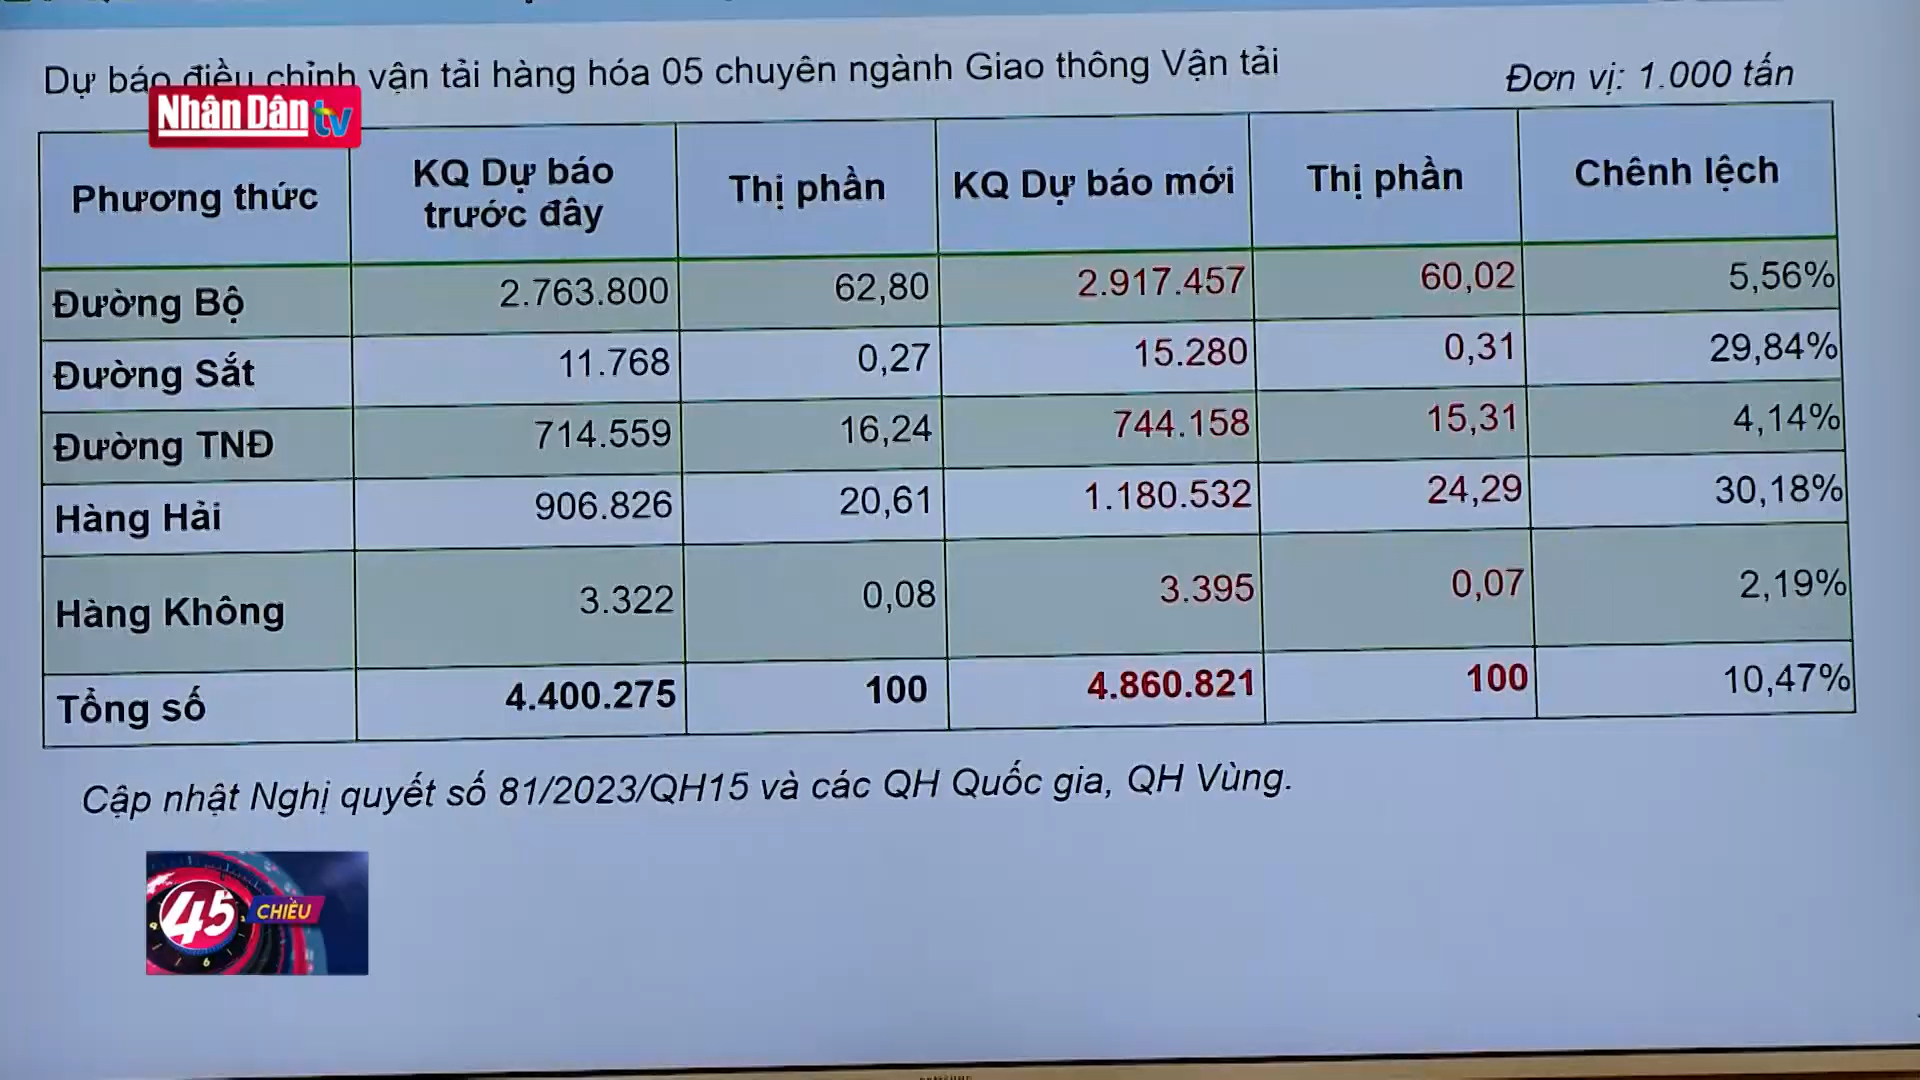 Dự báo điều chỉnh vận tải hàng hóa 05 chuyên ngành Giao thông Vận tải
Đơn vị: 1.000 tấn
Nhân Dân tv
Phương thức KQ Dự báo trước đây Thị phần KQ Dự báo mới Thị phần Chênh lệch
Đường Bộ 2.763.800 62,80 2.917.457 60,02 5,56%
Đường Sắt 11.768 0,27 15.280 0,31 29,84%
Đường TNĐ 714.559 16,24 744.158 15,31 4,14%
Hàng Hải 906.826 20,61 1.180.532 24,29 30,18%
Hàng Không 3.322 0,08 3.395 0,07 2,19%
Tổng số 4.400.275 100 4.860.821 100 10,47%
Cập nhật Nghị quyết số 81/2023/QH15 và các QH Quốc gia, QH Vùng.
45 CHIỀU